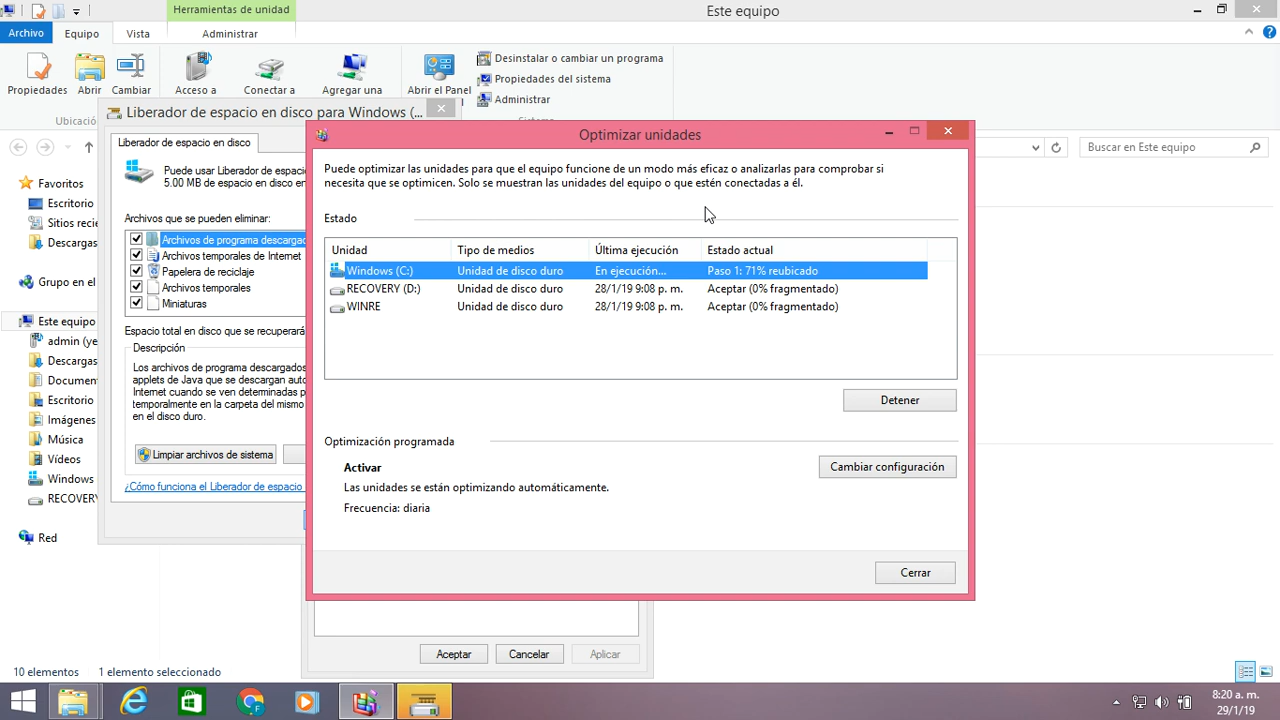 Herramientas de unidad
Este equipo
Archivo
Equipo
Vista
Administrar
Propiedades
Abrir
Cambiar
Acceso a
Conectar a
Agregar una
Abrir el Panel
Desinstalar o cambiar un programa
Propiedades del sistema
Administrar
Ubicació
Buscar en Este equipo
Favoritos
Escritorio
Sitios recie
Descargas
Grupo en el
Este equipo
admin (ye
Descargas
Document
Escritorio
Imágenes
Música
Vídeos
Windows
RECOVERY
Red
10 elementos
1 elemento seleccionado
Liberador de espacio en disco para Windows (...
Liberador de espacio en disco
Puede usar Liberador de espacio
5.00 MB de espacio en disco en
Archivos que se pueden eliminar:
Archivos de programa descargad
Archivos temporales de Internet
Papelera de reciclaje
Archivos temporales
Miniaturas
Espacio total en disco que se recuperará
Descripción
Los archivos de programa descargados
applets de Java que se descargan auto
Internet cuando se ven determinadas p
temporalmente en la carpeta del mismo
en el disco duro.
Limpiar archivos de sistema
¿Cómo funciona el Liberador de espacio
Optimizar unidades
Puede optimizar las unidades para que el equipo funcione de un modo más eficaz o analizarlas para comprobar si
necesita que se optimicen. Solo se muestran las unidades del equipo o que estén conectadas a él.
Estado
Unidad Tipo de medios Última ejecución Estado actual
Windows (C:) Unidad de disco duro En ejecución... Paso 1: 71% reubicado
RECOVERY (D:) Unidad de disco duro 28/1/19 9:08 p. m. Aceptar (0% fragmentado)
WINRE Unidad de disco duro 28/1/19 9:08 p. m. Aceptar (0% fragmentado)
Detener
Optimización programada
Activar
Las unidades se están optimizando automáticamente.
Frecuencia: diaria
Cambiar configuración
Cerrar
Aceptar
Cancelar
Aplicar
8:20 a. m.
29/1/19